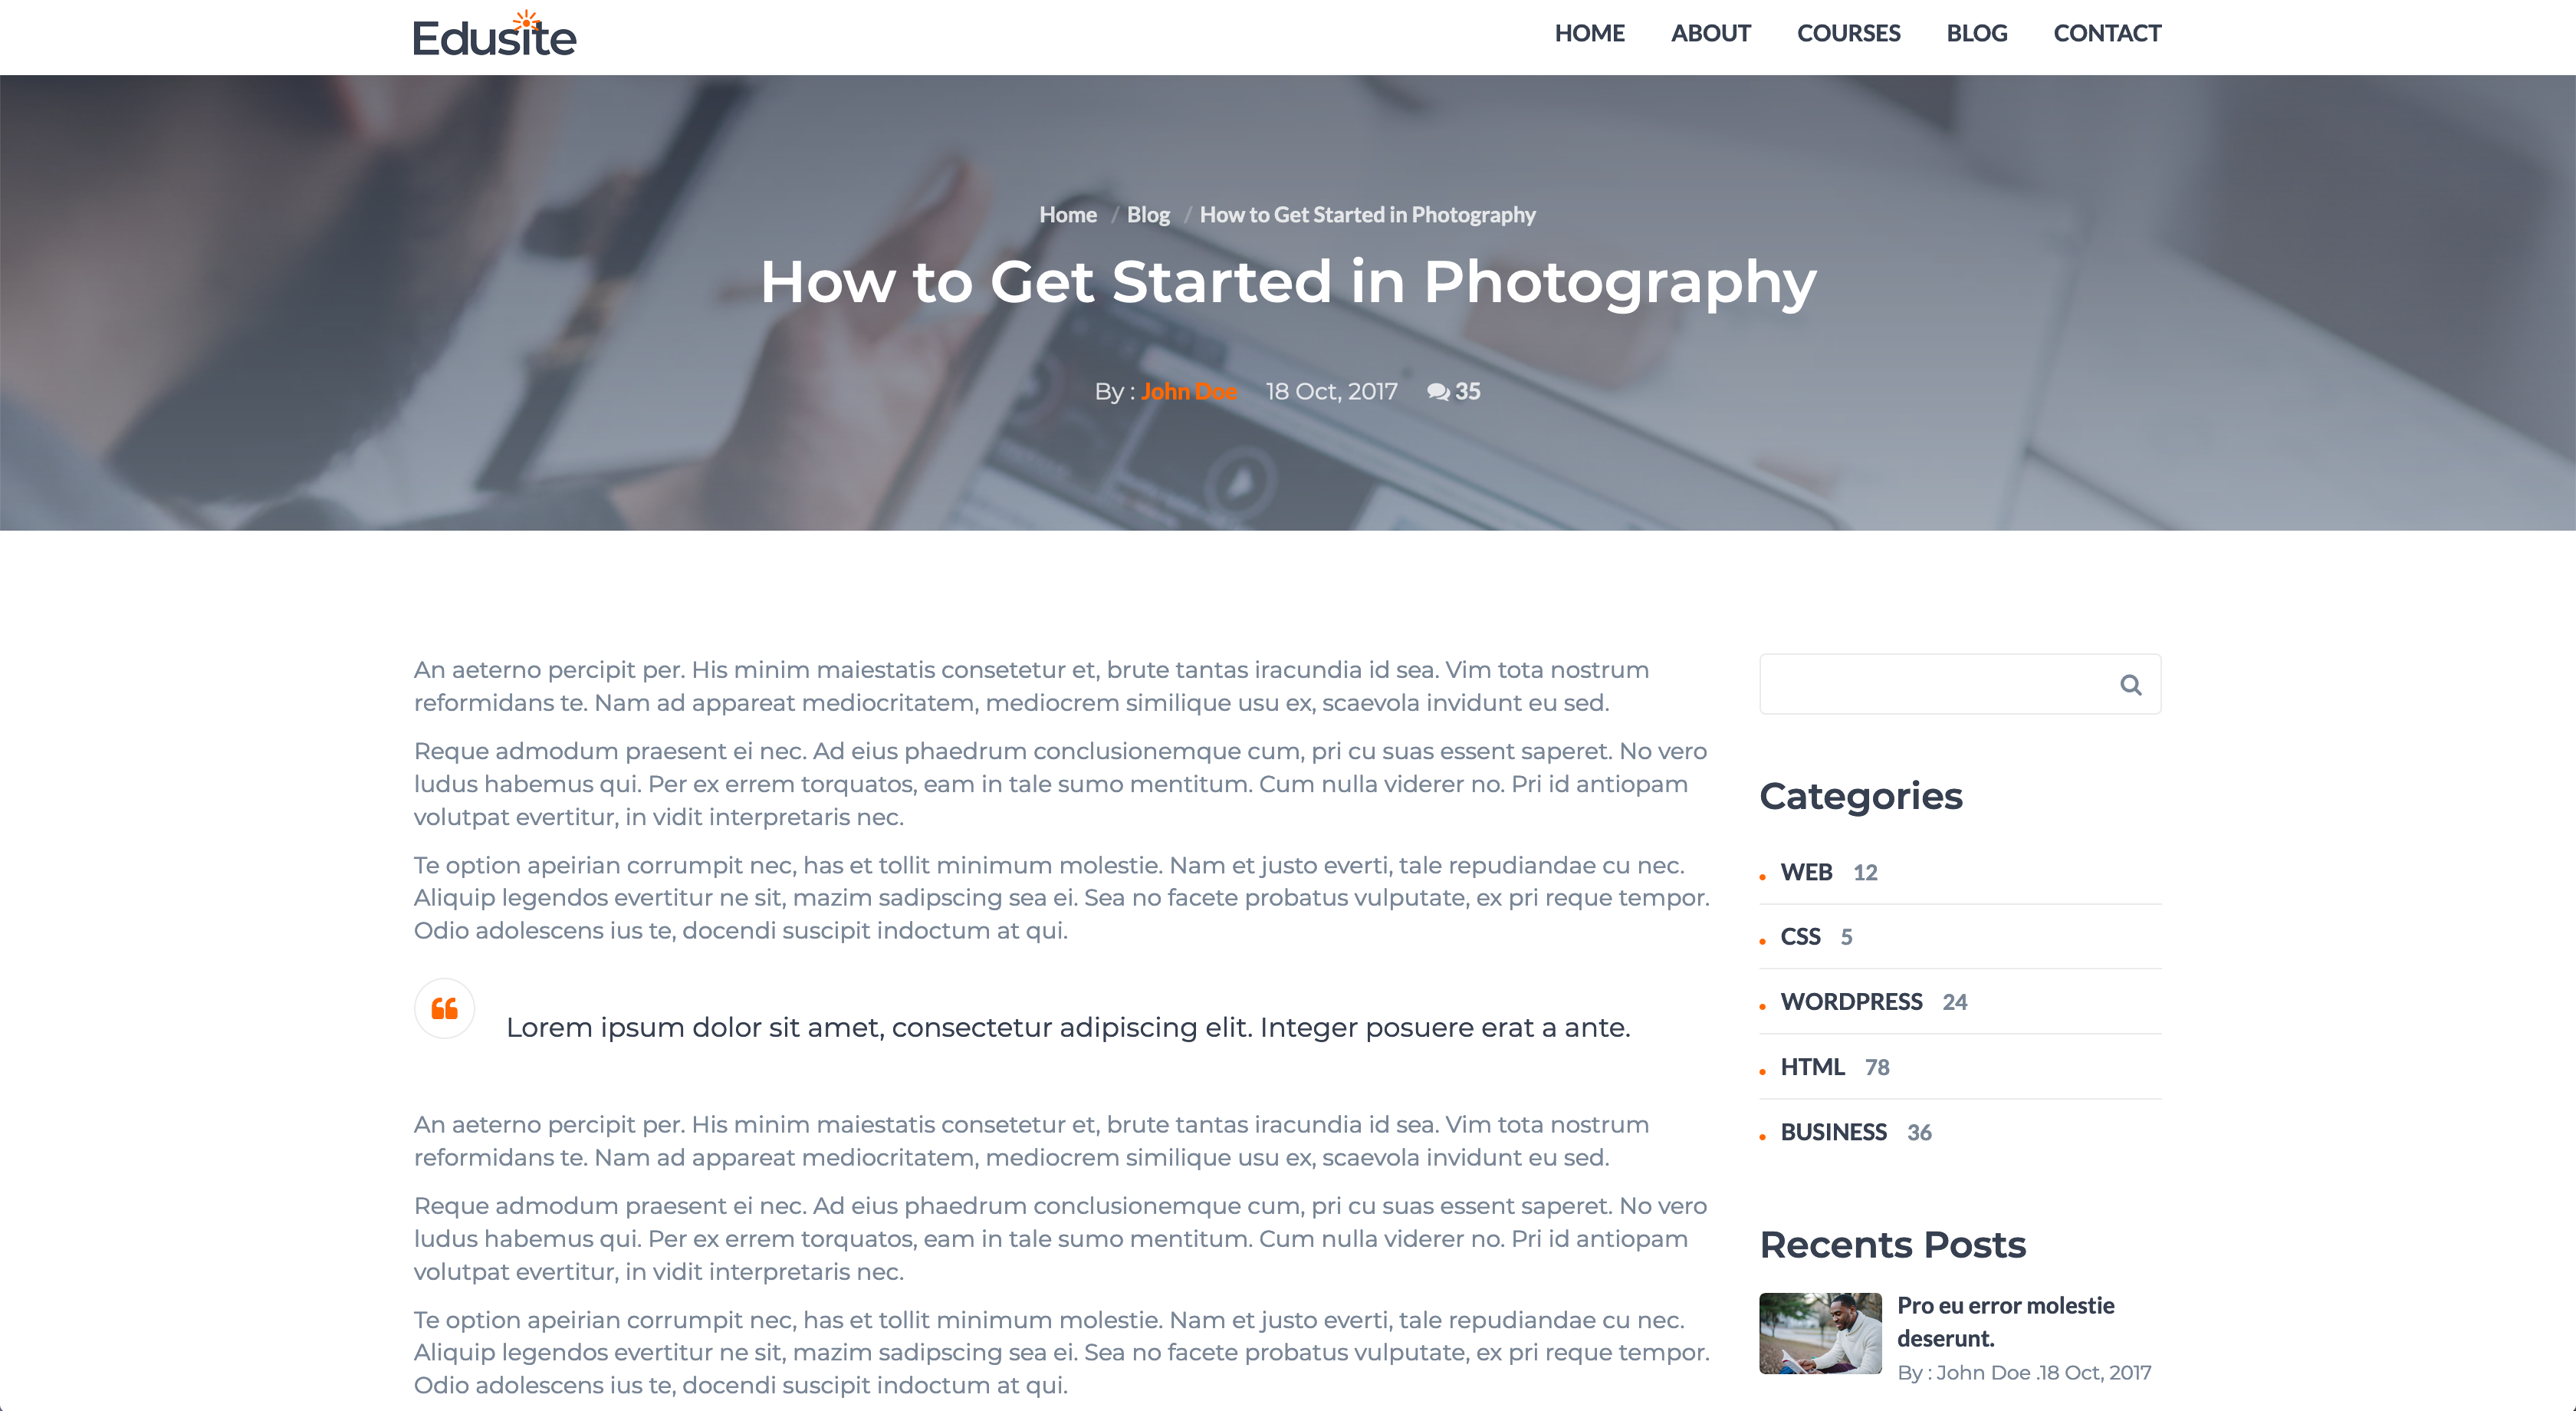 Edusite
HOME ABOUT COURSES BLOG CONTACT
Home / Blog / How to Get Started in Photography
How to Get Started in Photography
By : John Doe 18 Oct, 2017 35
An aeterno percipit per. His minim maiestatis consetetur et, brute tantas iracundia id sea. Vim tota nostrum
reformidans te. Nam ad appareat mediocritatem, mediocrem similique usu ex, scaevola invidunt eu sed.
Reque admodum praesent ei nec. Ad eius phaedrum conclusionemque cum, pri cu suas essent saperet. No vero
ludus habemus qui. Per ex errem torquatos, eam in tale sumo mentitum. Cum nulla viderer no. Pri id antiopam
volutpat evertitur, in vidit interpretaris nec.
Te option apeirian corrumpit nec, has et tollit minimum molestie. Nam et justo everti, tale repudiandae cu nec.
Aliquip legendos evertitur ne sit, mazim sadipscing sea ei. Sea no facete probatus vulputate, ex pri reque tempor.
Odio adolescens ius te, docendi suscipit indoctum at qui.
Lorem ipsum dolor sit amet, consectetur adipiscing elit. Integer posuere erat a ante.
An aeterno percipit per. His minim maiestatis consetetur et, brute tantas iracundia id sea. Vim tota nostrum
reformidans te. Nam ad appareat mediocritatem, mediocrem similique usu ex, scaevola invidunt eu sed.
Reque admodum praesent ei nec. Ad eius phaedrum conclusionemque cum, pri cu suas essent saperet. No vero
ludus habemus qui. Per ex errem torquatos, eam in tale sumo mentitum. Cum nulla viderer no. Pri id antiopam
volutpat evertitur, in vidit interpretaris nec.
Te option apeirian corrumpit nec, has et tollit minimum molestie. Nam et justo everti, tale repudiandae cu nec.
Aliquip legendos evertitur ne sit, mazim sadipscing sea ei. Sea no facete probatus vulputate, ex pri reque tempor.
Odio adolescens ius te, docendi suscipit indoctum at qui.
Categories
WEB 12
CSS 5
WORDPRESS 24
HTML 78
BUSINESS 36
Recents Posts
Pro eu error molestie
deserunt.
By : John Doe .18 Oct, 2017